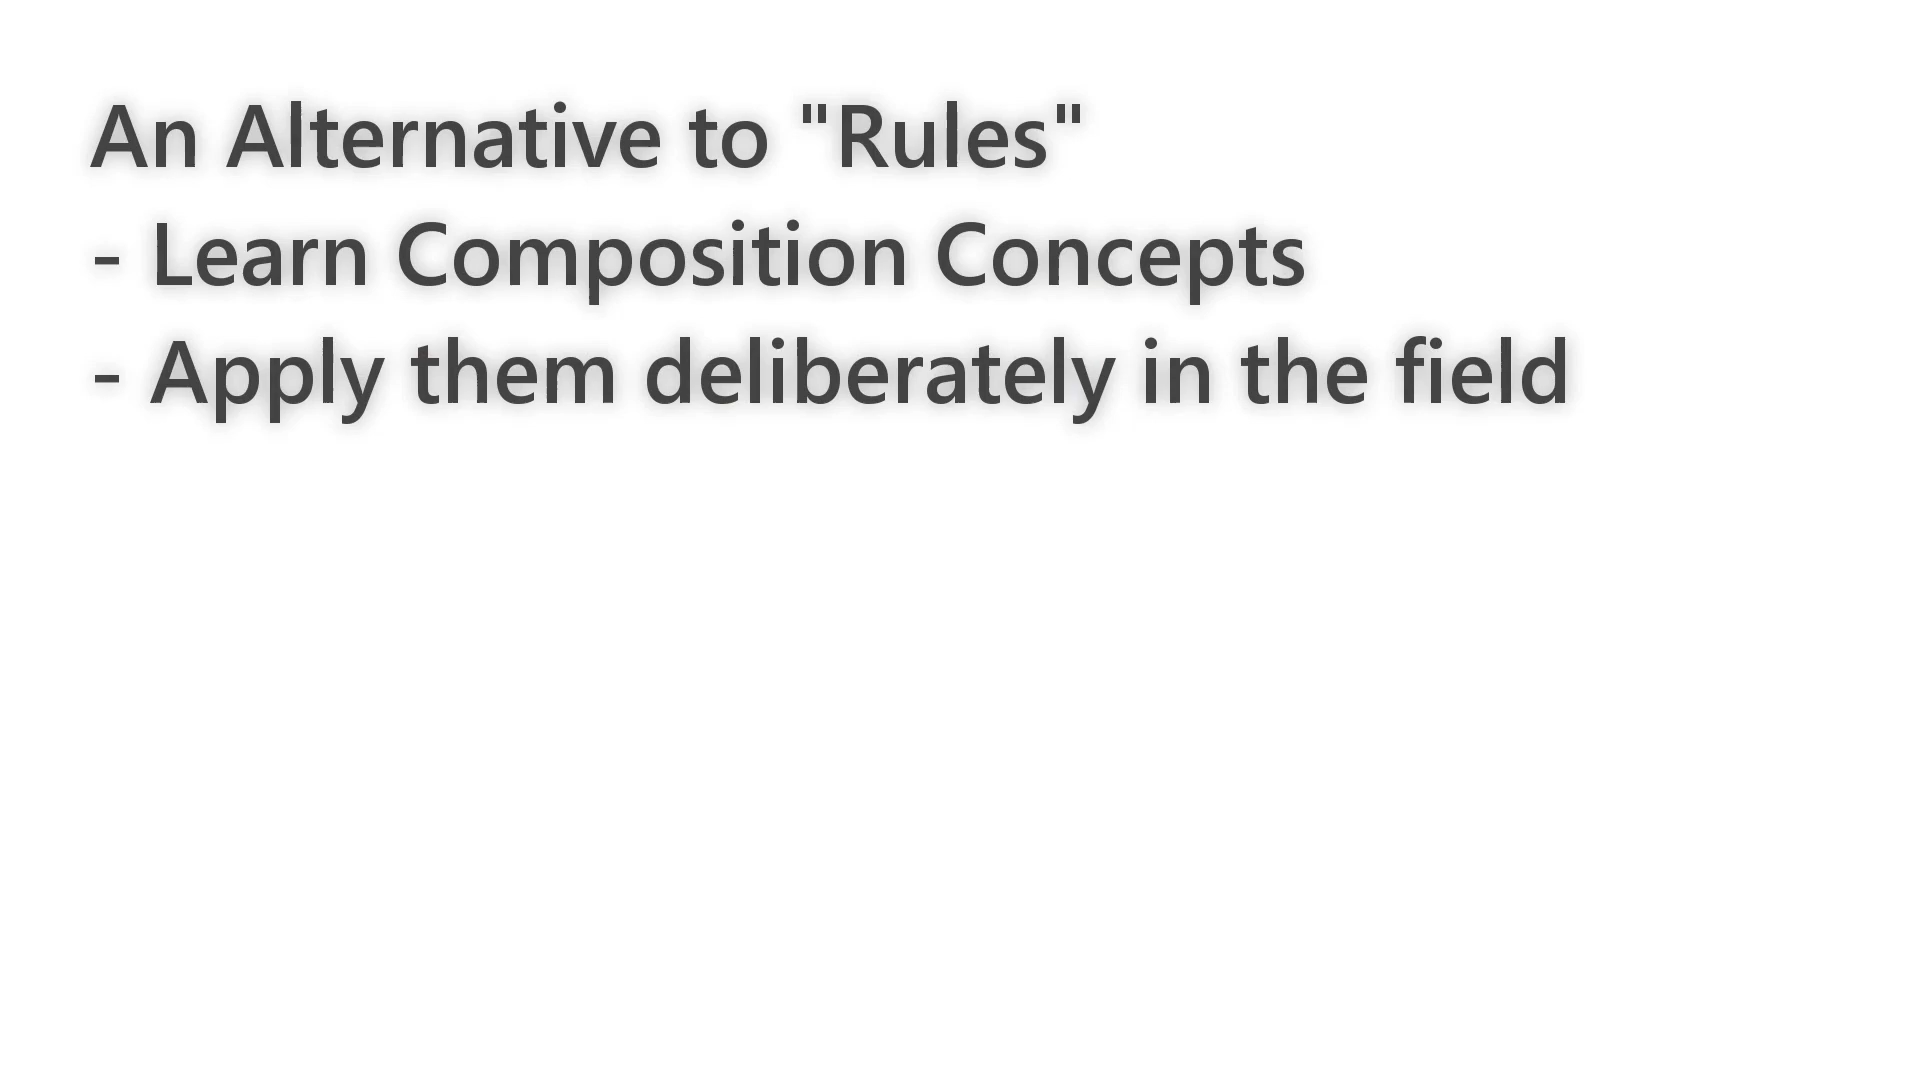 An Alternative to "Rules"
- Learn Composition Concepts
- Apply them deliberately in the field